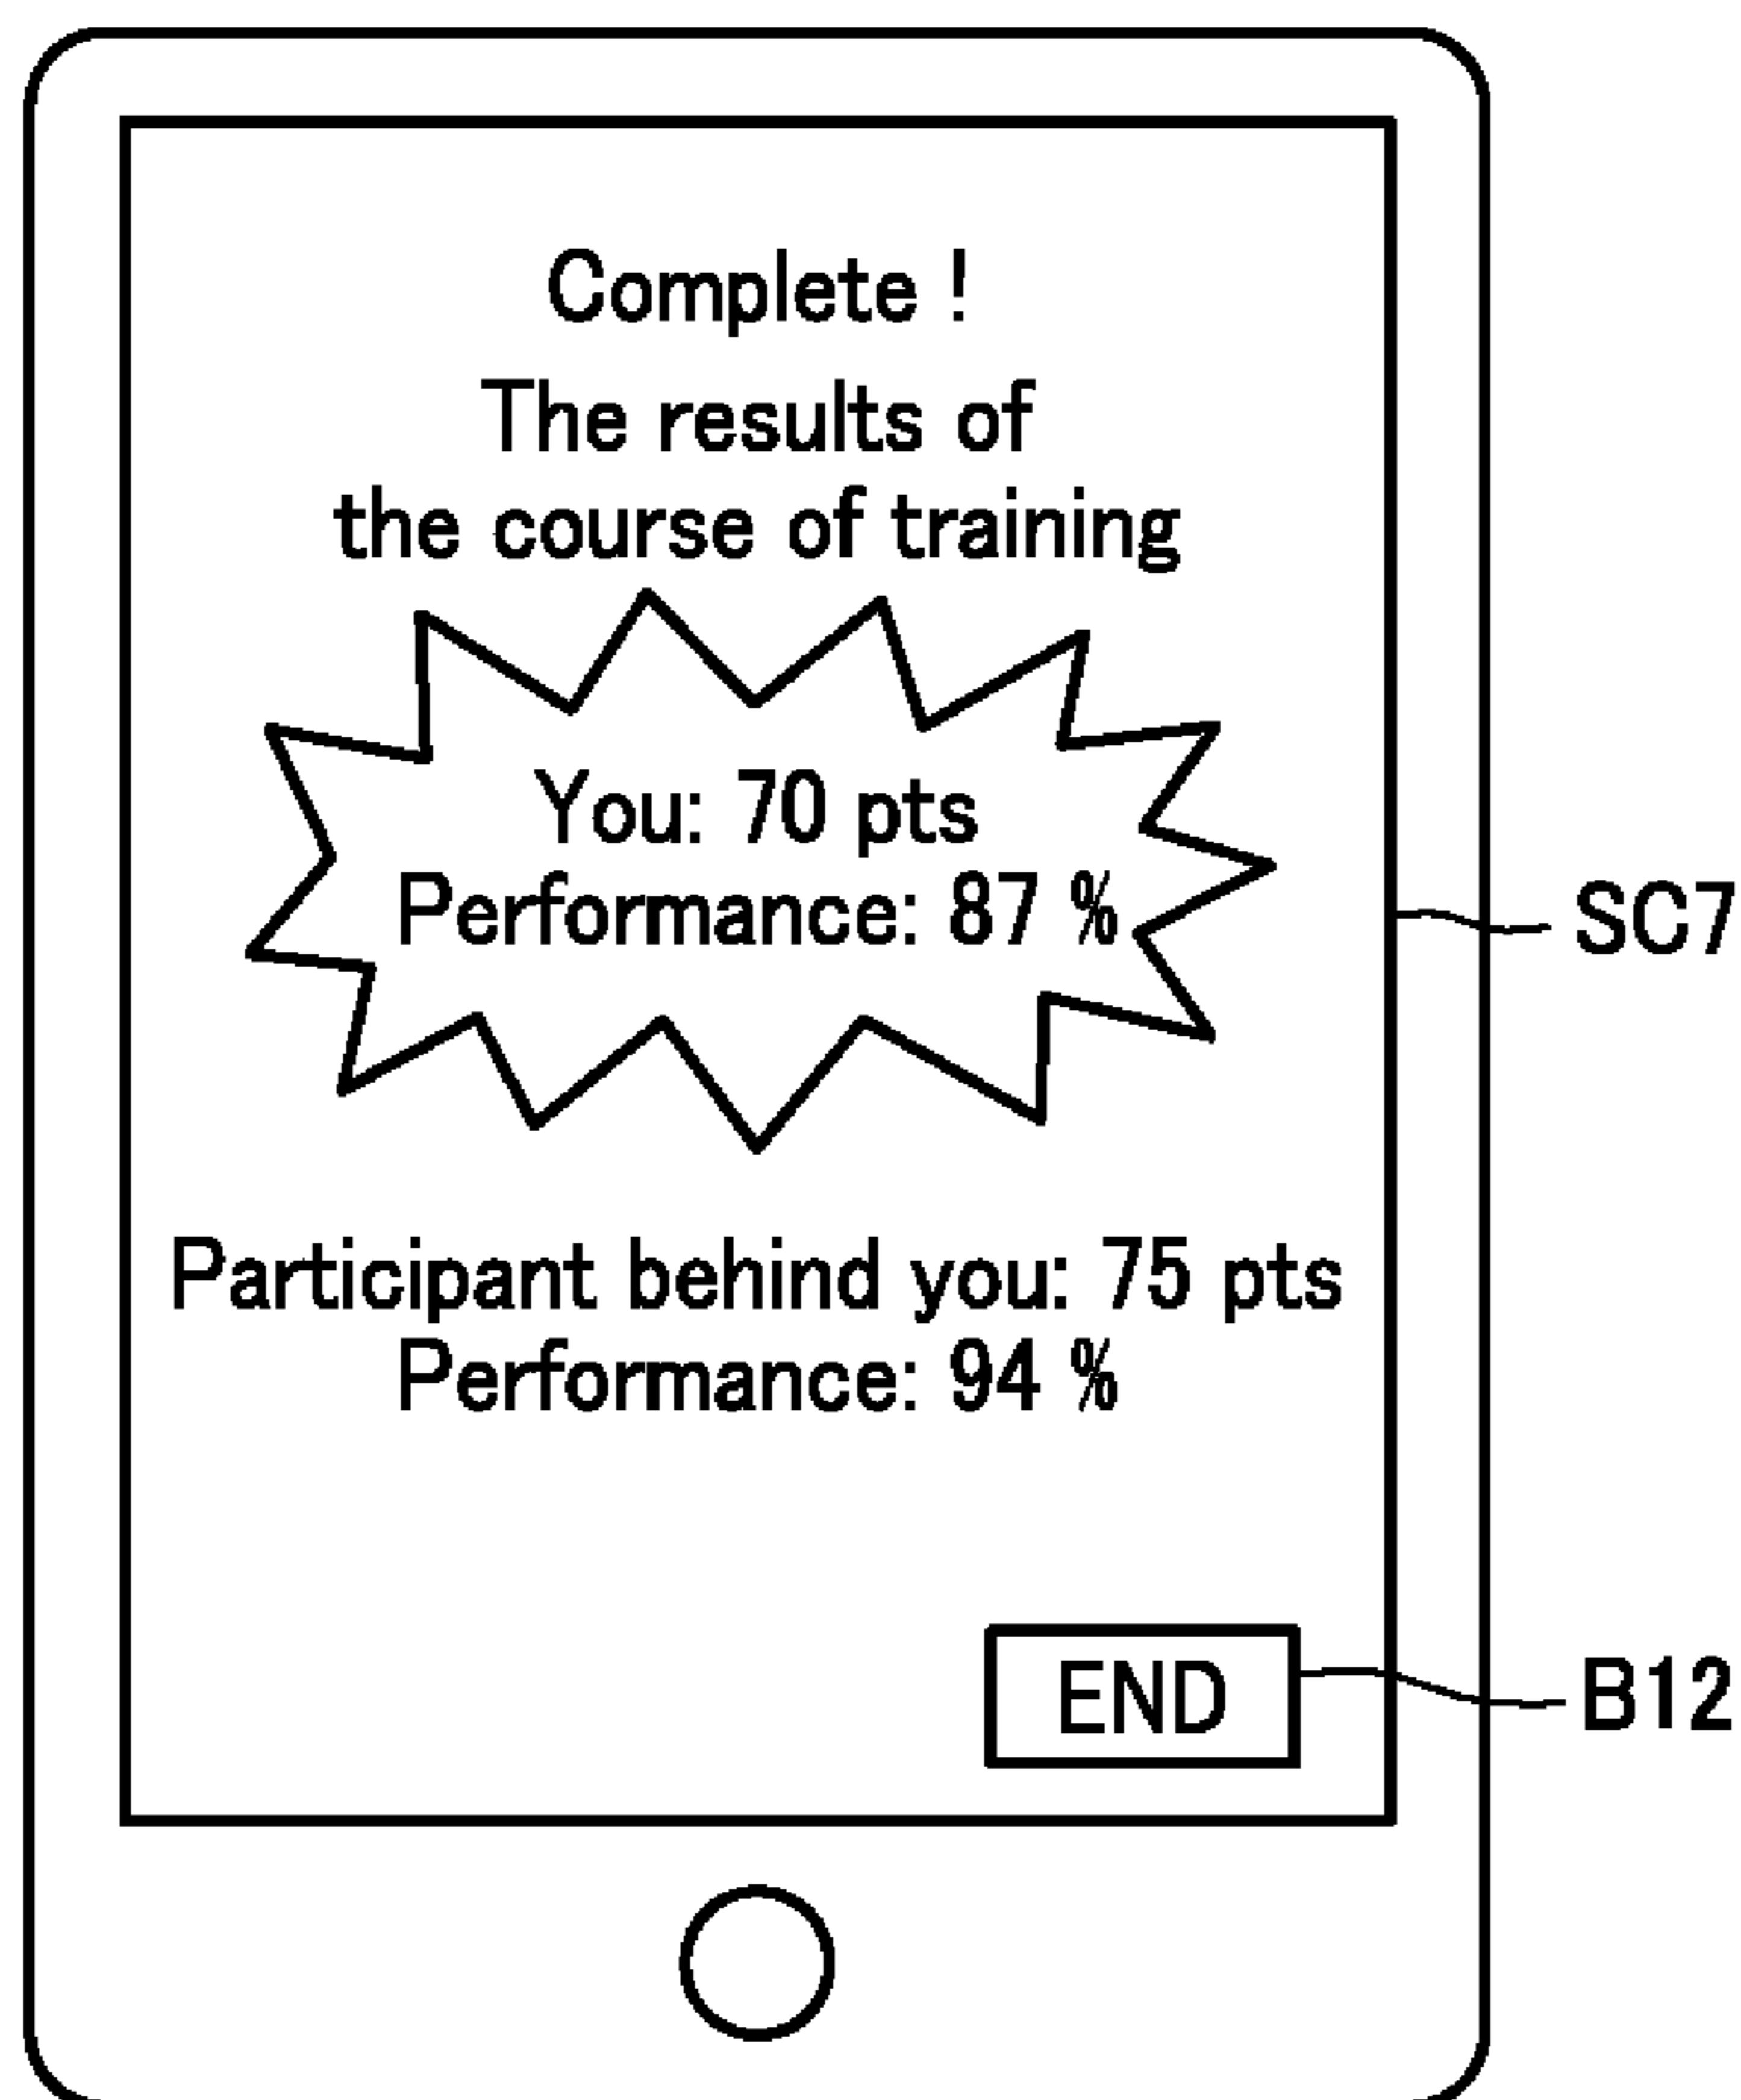 Complete !
The results of
the course of training
You: 70 pts
Performance: 87 %
SC7
Participant behind you: 75 pts
Performance: 94 %
END
B12